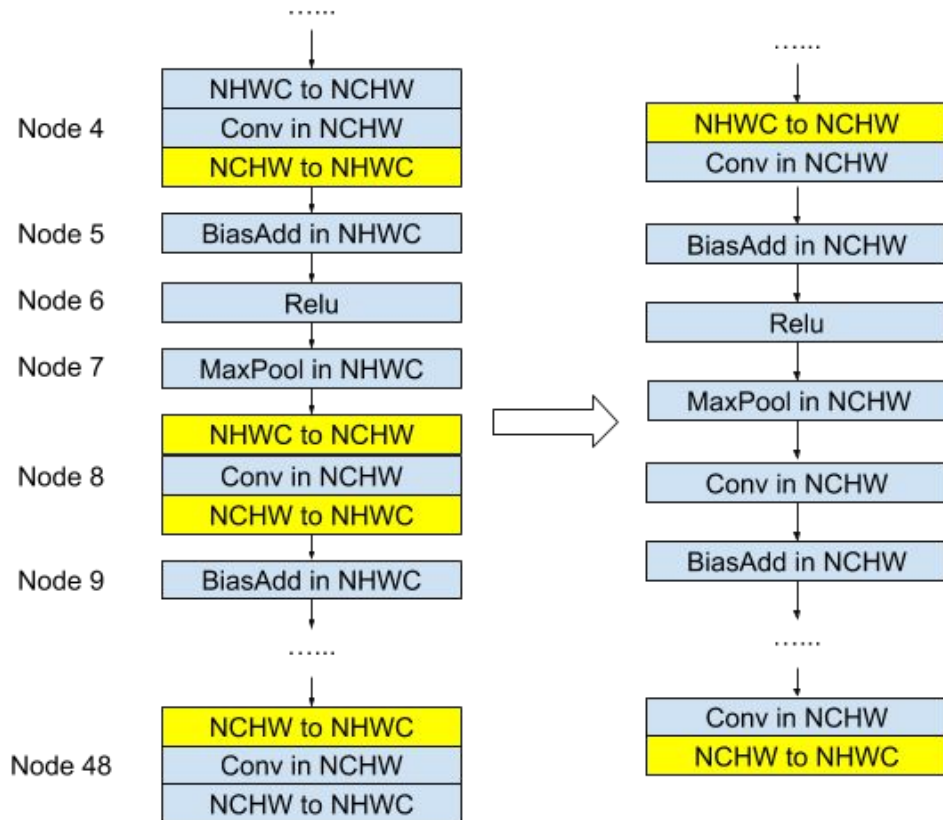 …...
NHWC to NCHW
Node 4
Conv in NCHW
NCHW to NHWC
Node 5
BiasAdd in NHWC
Node 6
Relu
Node 7
MaxPool in NHWC
NHWC to NCHW
Node 8
Conv in NCHW
NCHW to NHWC
Node 9
BiasAdd in NHWC
…...
NCHW to NHWC
Node 48
Conv in NCHW
NCHW to NHWC
…...
NHWC to NCHW
Conv in NCHW
BiasAdd in NCHW
Relu
MaxPool in NCHW
Conv in NCHW
BiasAdd in NCHW
…...
Conv in NCHW
NCHW to NHWC